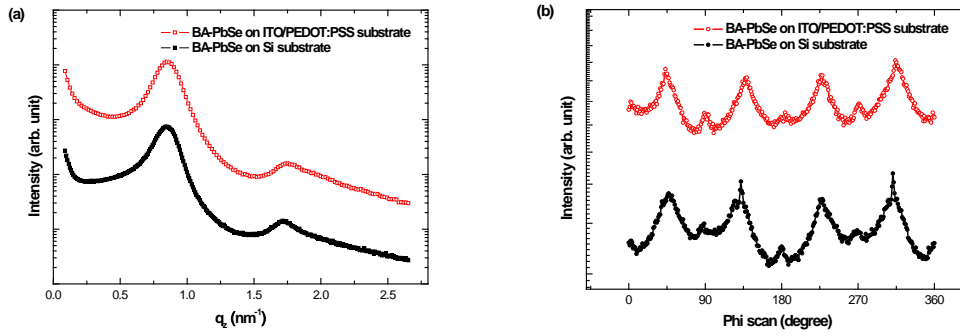 (a)
BA-PbSe on ITO/PEDOT:PSS substrate
BA-PbSe on Si substrate
Intensity (arb. unit)
0.0 0.5 1.0 1.5 2.0 2.5
q_z (nm⁻¹)
(b)
BA-PbSe on ITO/PEDOT:PSS substrate
BA-PbSe on Si substrate
Intensity (arb. unit)
0 90 180 270 360
Phi scan (degree)